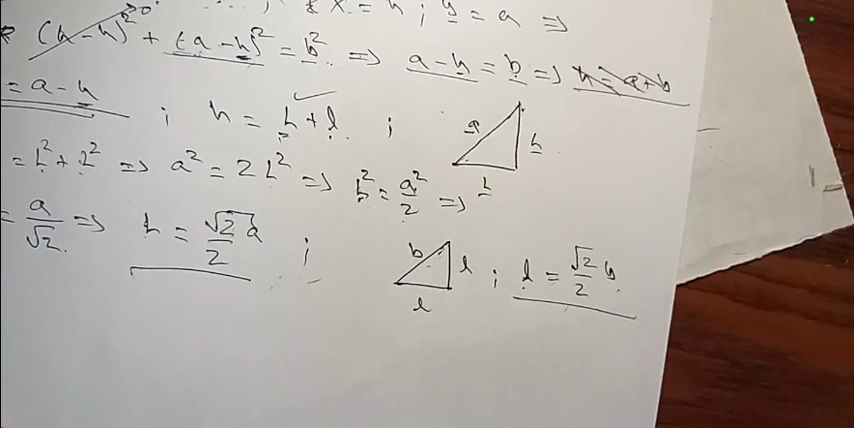 x = h ; y = a ⇒
(h - h)² + (a - h)² = b² ⇒ a - h = b ⇒ h = a + b
= a - h ; h = L + l ; a h L
= L² + L² ⇒ a² = 2L² ⇒ L² = a²/2 ⇒
= a/√2 ⇒ L = √2/2 a ; b l l ; l = √2/2 b